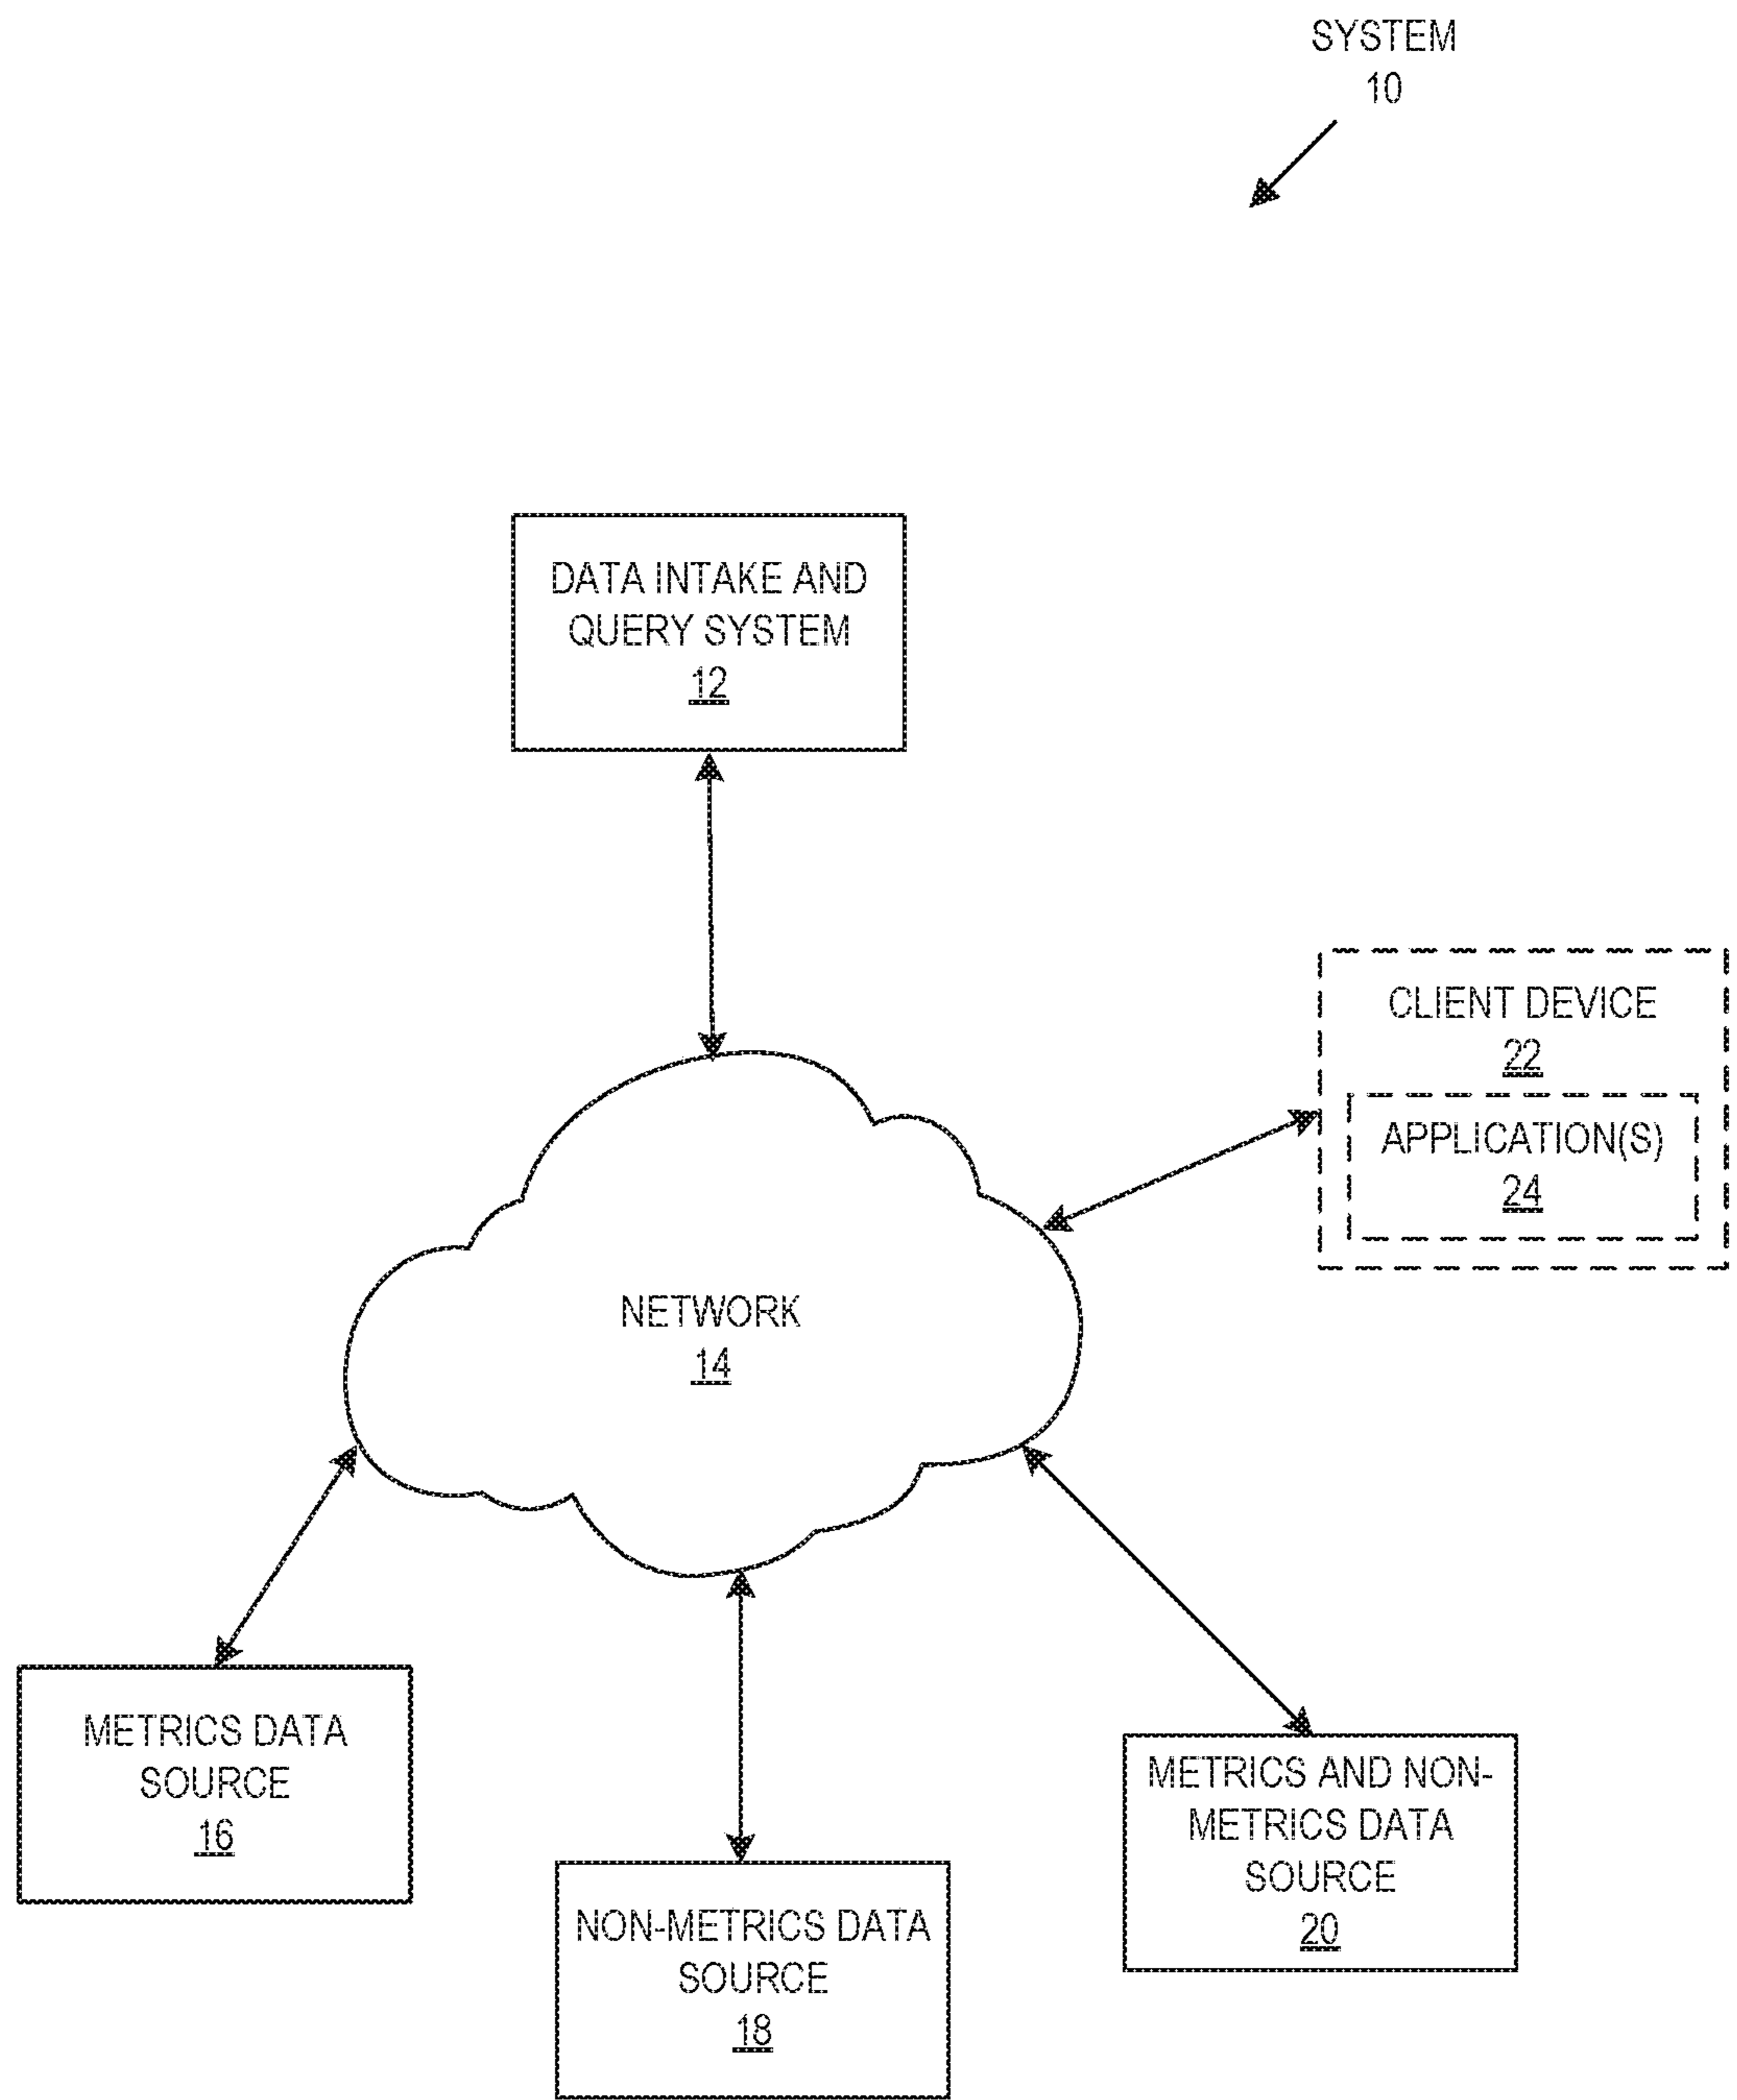 SYSTEM
10
DATA INTAKE AND
QUERY SYSTEM
12
CLIENT DEVICE
22
APPLICATION(S)
24
NETWORK
14
METRICS DATA
SOURCE
16
NON-METRICS DATA
SOURCE
18
METRICS AND NON-
METRICS DATA
SOURCE
20